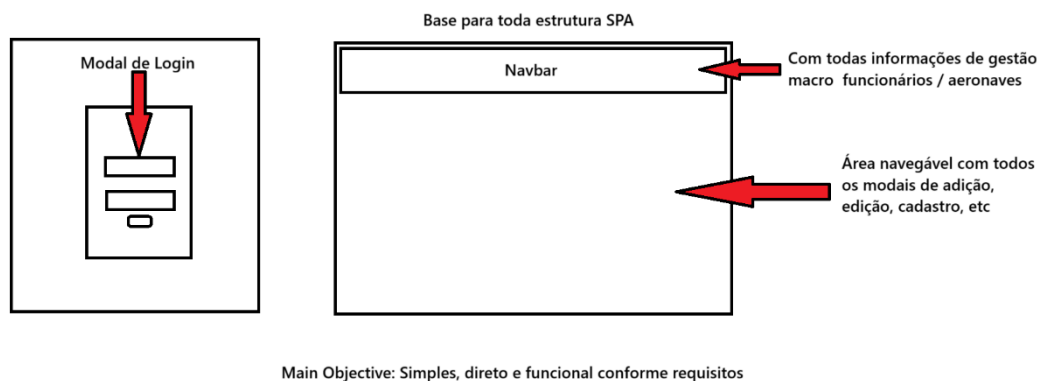 Base para toda estrutura SPA
Modal de Login
Navbar
Com todas informações de gestão
macro funcionários / aeronaves
Área navegável com todos
os modais de adição,
edição, cadastro, etc
Main Objective: Simples, direto e funcional conforme requisitos